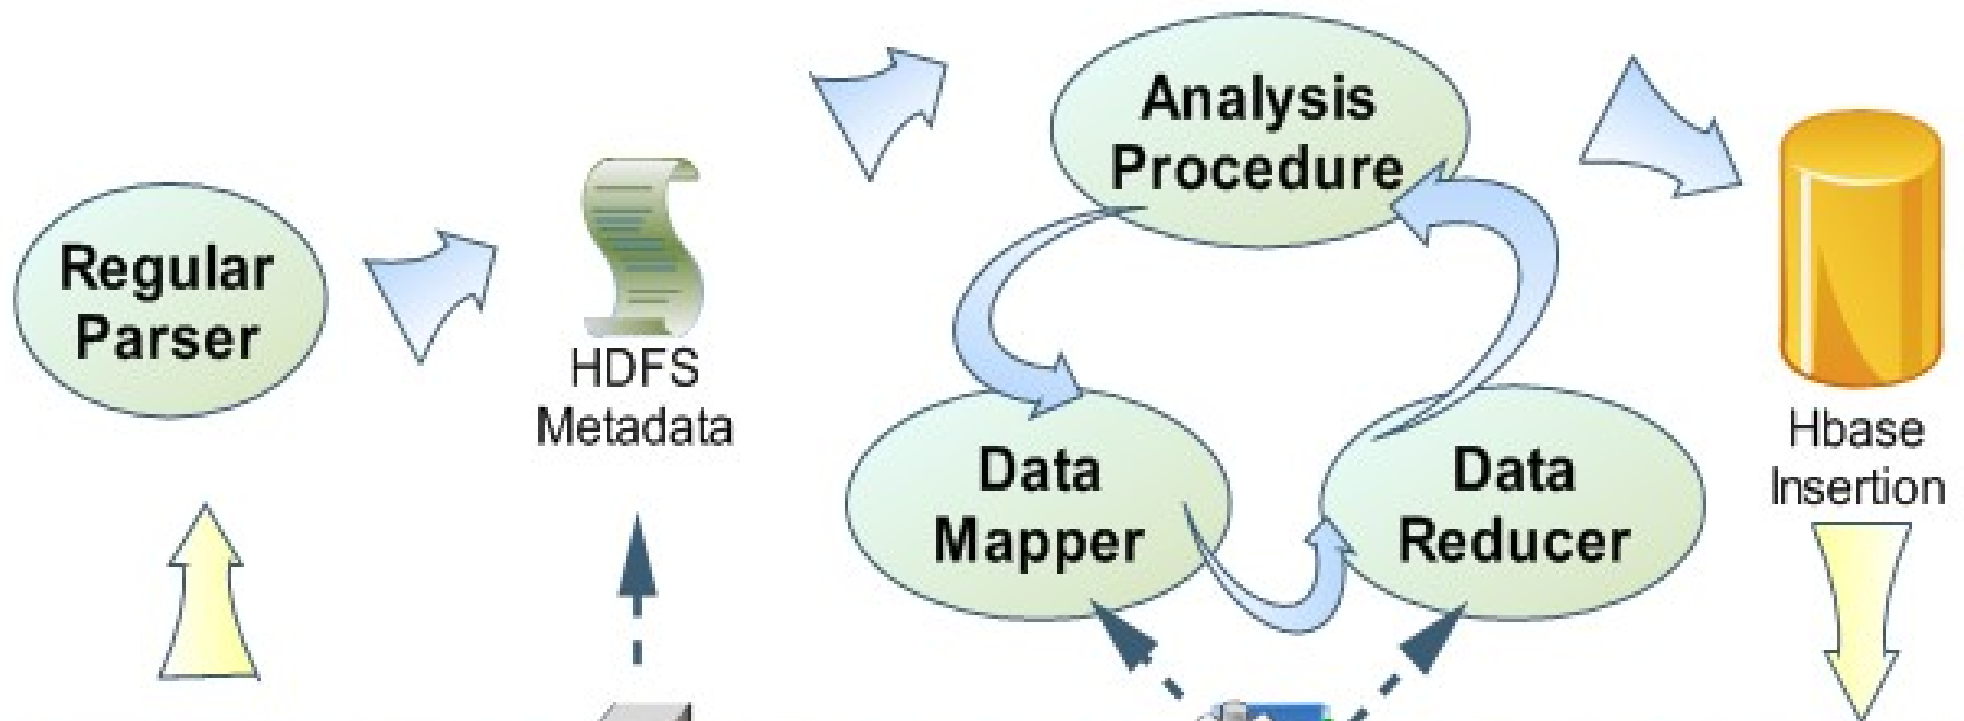 Regular
Parser
HDFS
Metadata
Analysis
Procedure
Data
Mapper
Data
Reducer
Hbase
Insertion